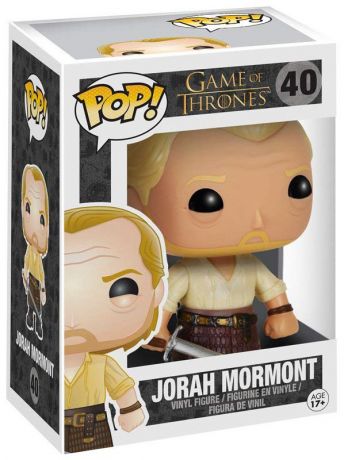 POP!
GAME OF
THRONES
40
JORAH MORMONT
VINYL FIGURE / FIGURINE EN VINYLE /
FIGURA DE VINIL
AGE
17+
POP!
JORAH MORMONT
40